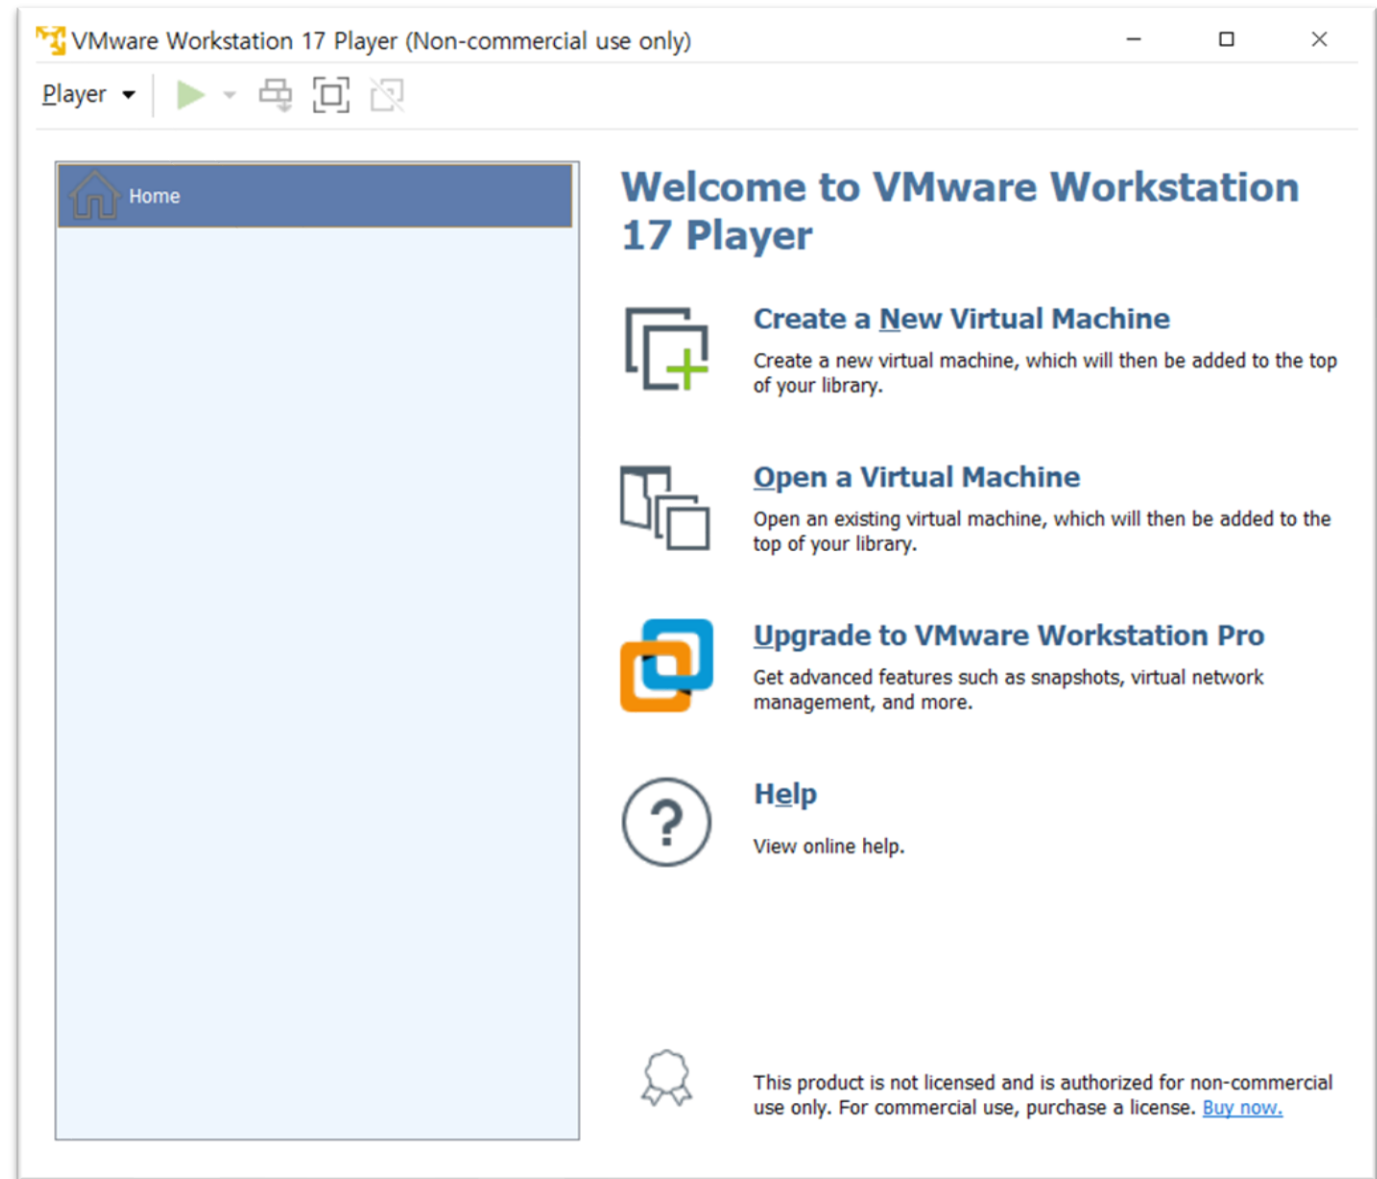 VMware Workstation 17 Player (Non-commercial use only)
Player
Home
Welcome to VMware Workstation
17 Player
Create a New Virtual Machine
Create a new virtual machine, which will then be added to the top
of your library.
Open a Virtual Machine
Open an existing virtual machine, which will then be added to the
top of your library.
Upgrade to VMware Workstation Pro
Get advanced features such as snapshots, virtual network
management, and more.
Help
View online help.
This product is not licensed and is authorized for non-commercial
use only. For commercial use, purchase a license. Buy now.